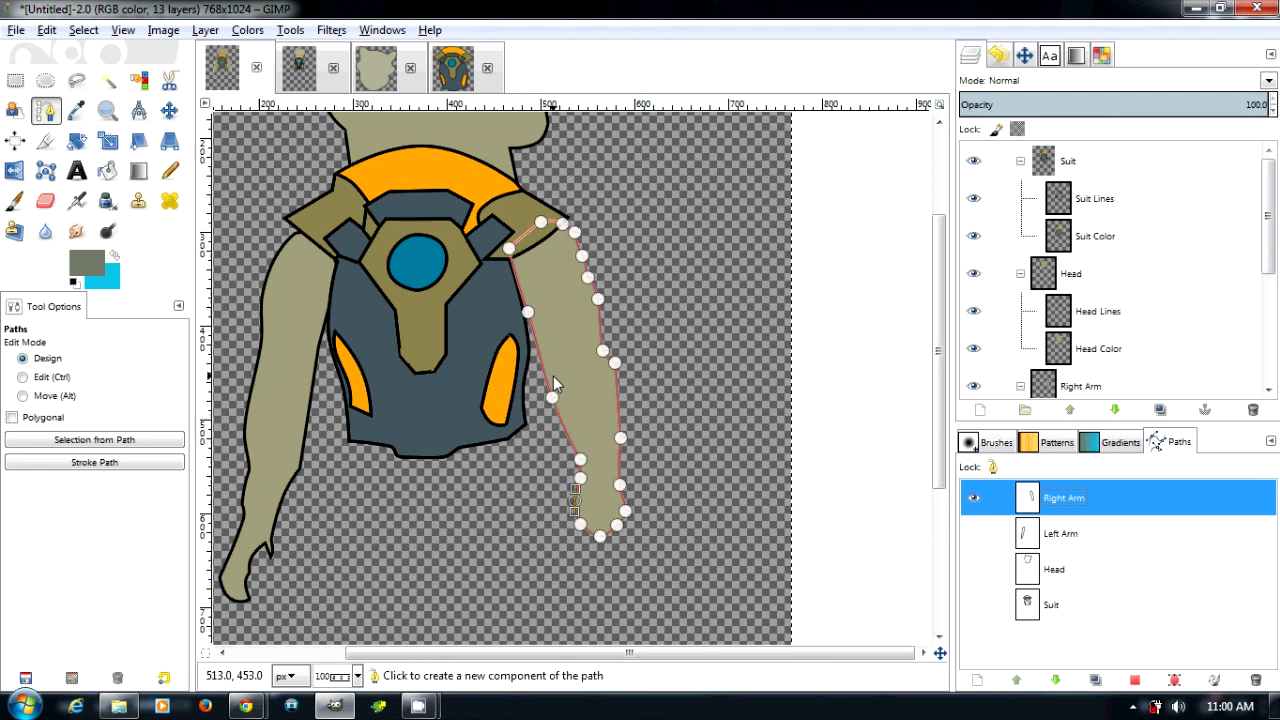 *[Untitled]-2.0 (RGB color, 13 layers) 768x1024 – GIMP
File Edit Select View Image Layer Colors Tools Filters Windows Help
Mode: Normal
Opacity 100.0
Lock:
200 300 400 500 600 700 800 900
Suit
Suit Lines
Suit Color
Head
Head Lines
Head Color
Right Arm
Tool Options
Paths
Edit Mode
Design
Edit (Ctrl)
Move (Alt)
Polygonal
Selection from Path
Stroke Path
Brushes Patterns Gradients Paths
Lock:
Right Arm
Left Arm
Head
Suit
513.0, 453.0 px 100 Click to create a new component of the path
11:00 AM